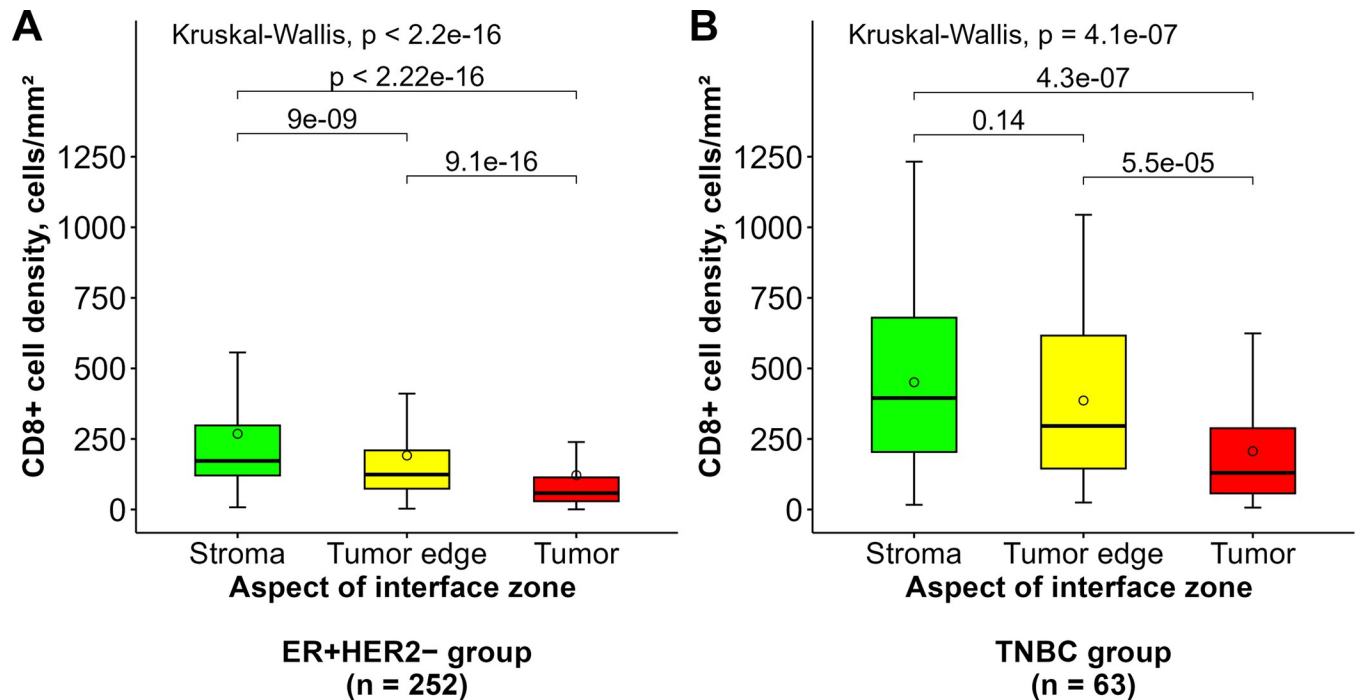 A
Kruskal-Wallis, p < 2.2e-16
p < 2.22e-16
9e-09
9.1e-16
CD8+ cell density, cells/mm²
1250
1000
750
500
250
0
Stroma
Tumor edge
Tumor
Aspect of interface zone
ER+HER2− group
(n = 252)
B
Kruskal-Wallis, p = 4.1e-07
4.3e-07
0.14
5.5e-05
CD8+ cell density, cells/mm²
1250
1000
750
500
250
0
Stroma
Tumor edge
Tumor
Aspect of interface zone
TNBC group
(n = 63)